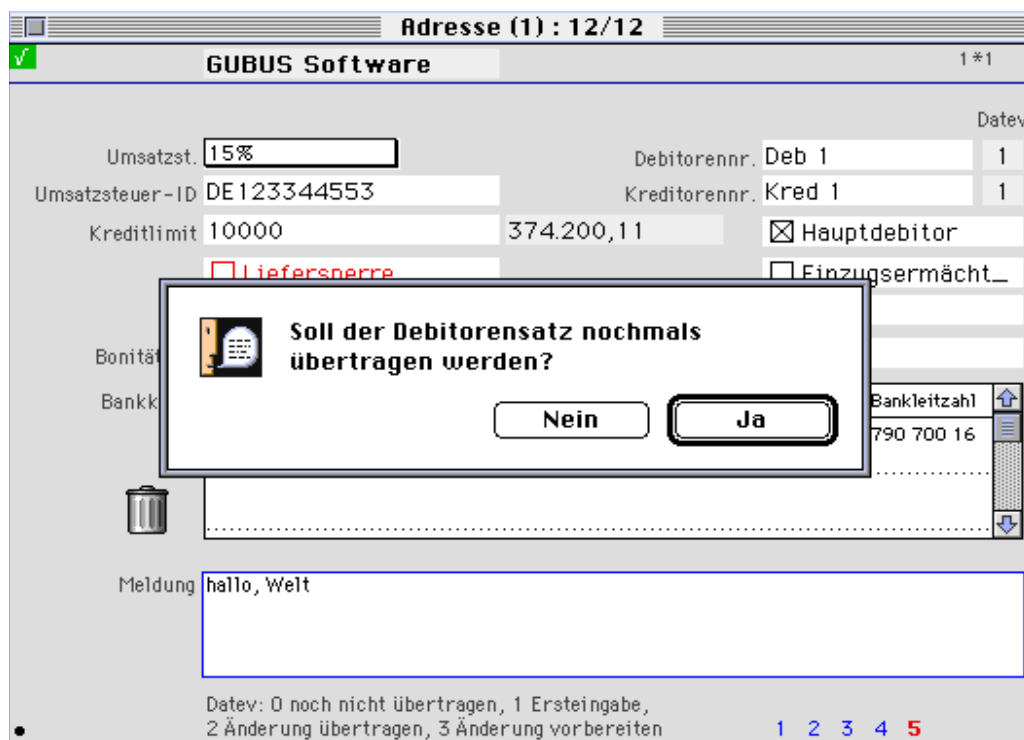 Adresse (1) : 12/12
√
GUBUS Software
1*1
Datev
Umsatzst. 15%
Debitorennr. Deb 1 1
Umsatzsteuer-ID DE123344553
Kreditorennr. Kred 1 1
Kreditlimit 10000 374.200,11
Hauptdebitor
Liefersperre
Einzugsermächt_
Soll der Debitorensatz nochmals
übertragen werden?
Bonität
Nein Ja
Bankk
Bankleitzahl
790 700 16
Meldung hallo, Welt
Datev: 0 noch nicht übertragen, 1 Ersteingabe,
2 Änderung übertragen, 3 Änderung vorbereiten
1 2 3 4 5